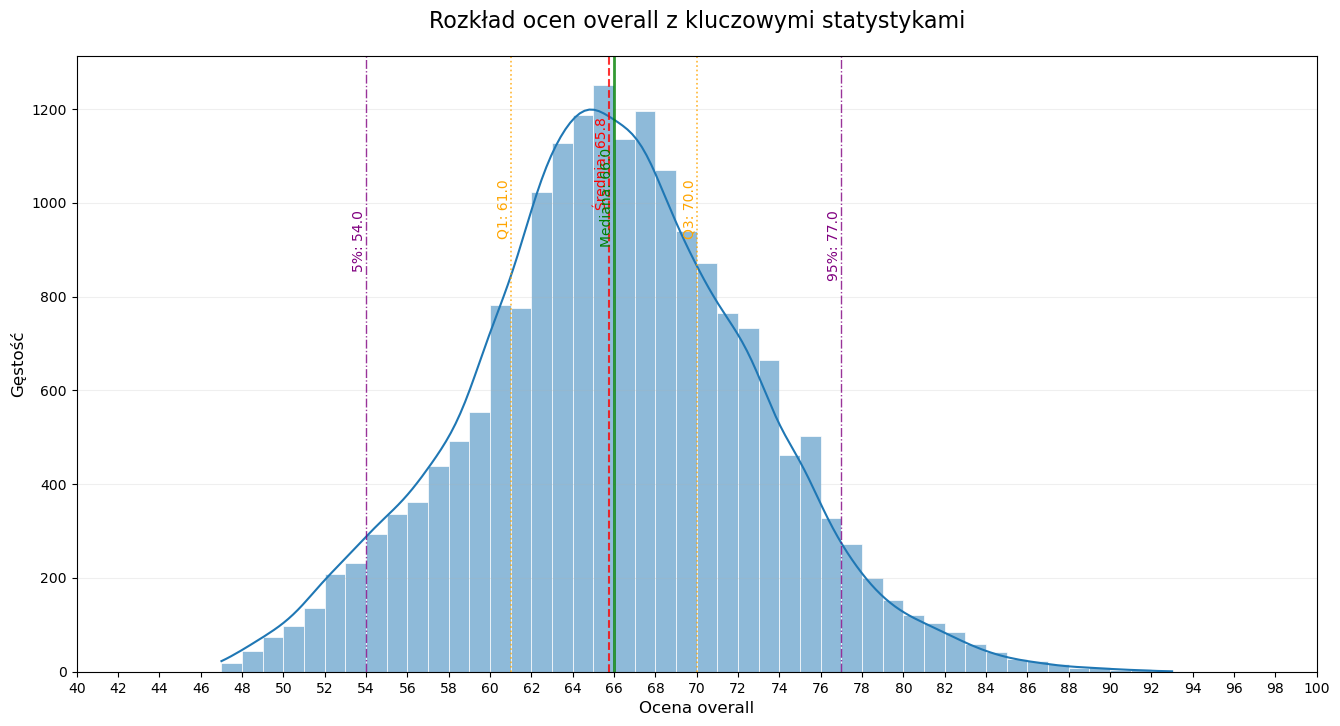 Rozkład ocen overall z kluczowymi statystykami
Gęstość
1200
1000
800
600
400
200
0
5%: 54.0
Q1: 61.0
Średnia: 65.8
Mediana: 66.0
Q3: 70.0
95%: 77.0
40 42 44 46 48 50 52 54 56 58 60 62 64 66 68 70 72 74 76 78 80 82 84 86 88 90 92 94 96 98 100
Ocena overall